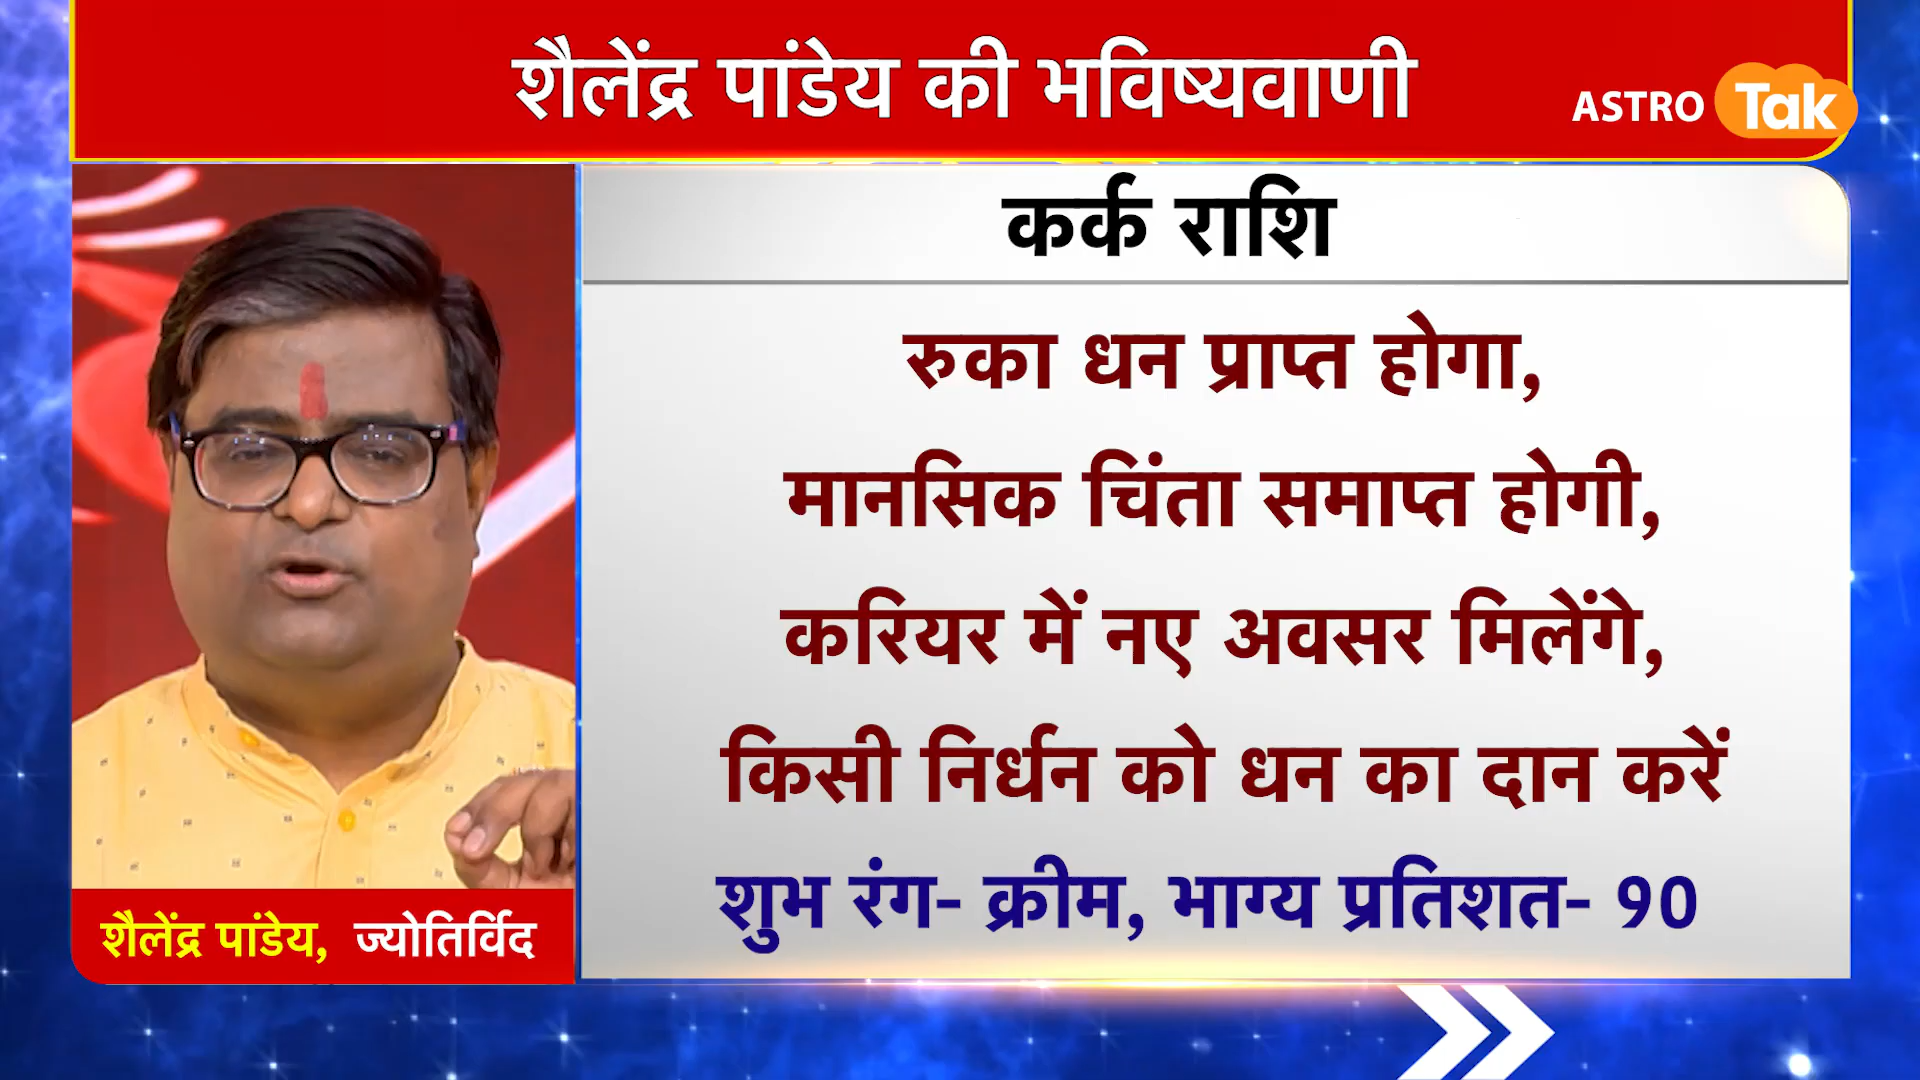 शैलेंद्र पांडेय की भविष्यवाणी
ASTRO Tak
कर्क राशि
रुका धन प्राप्त होगा,
मानसिक चिंता समाप्त होगी,
करियर में नए अवसर मिलेंगे,
किसी निर्धन को धन का दान करें
शुभ रंग- क्रीम, भाग्य प्रतिशत- 90
शैलेंद्र पांडेय, ज्योतिर्विद